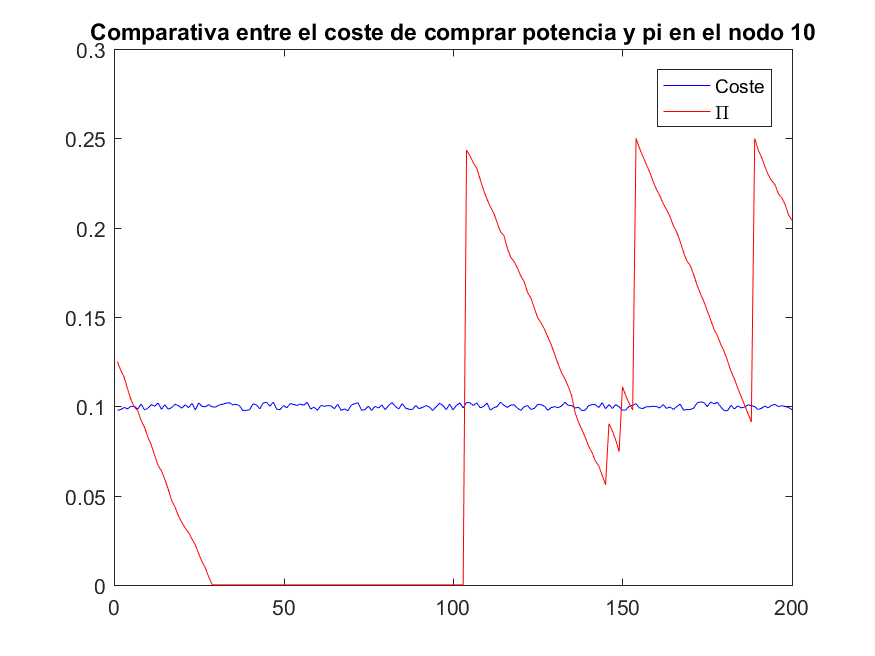 Comparativa entre el coste de comprar potencia y pi en el nodo 10
0.3
0.25
0.2
0.15
0.1
0.05
0
0 50 100 150 200
Coste
Π